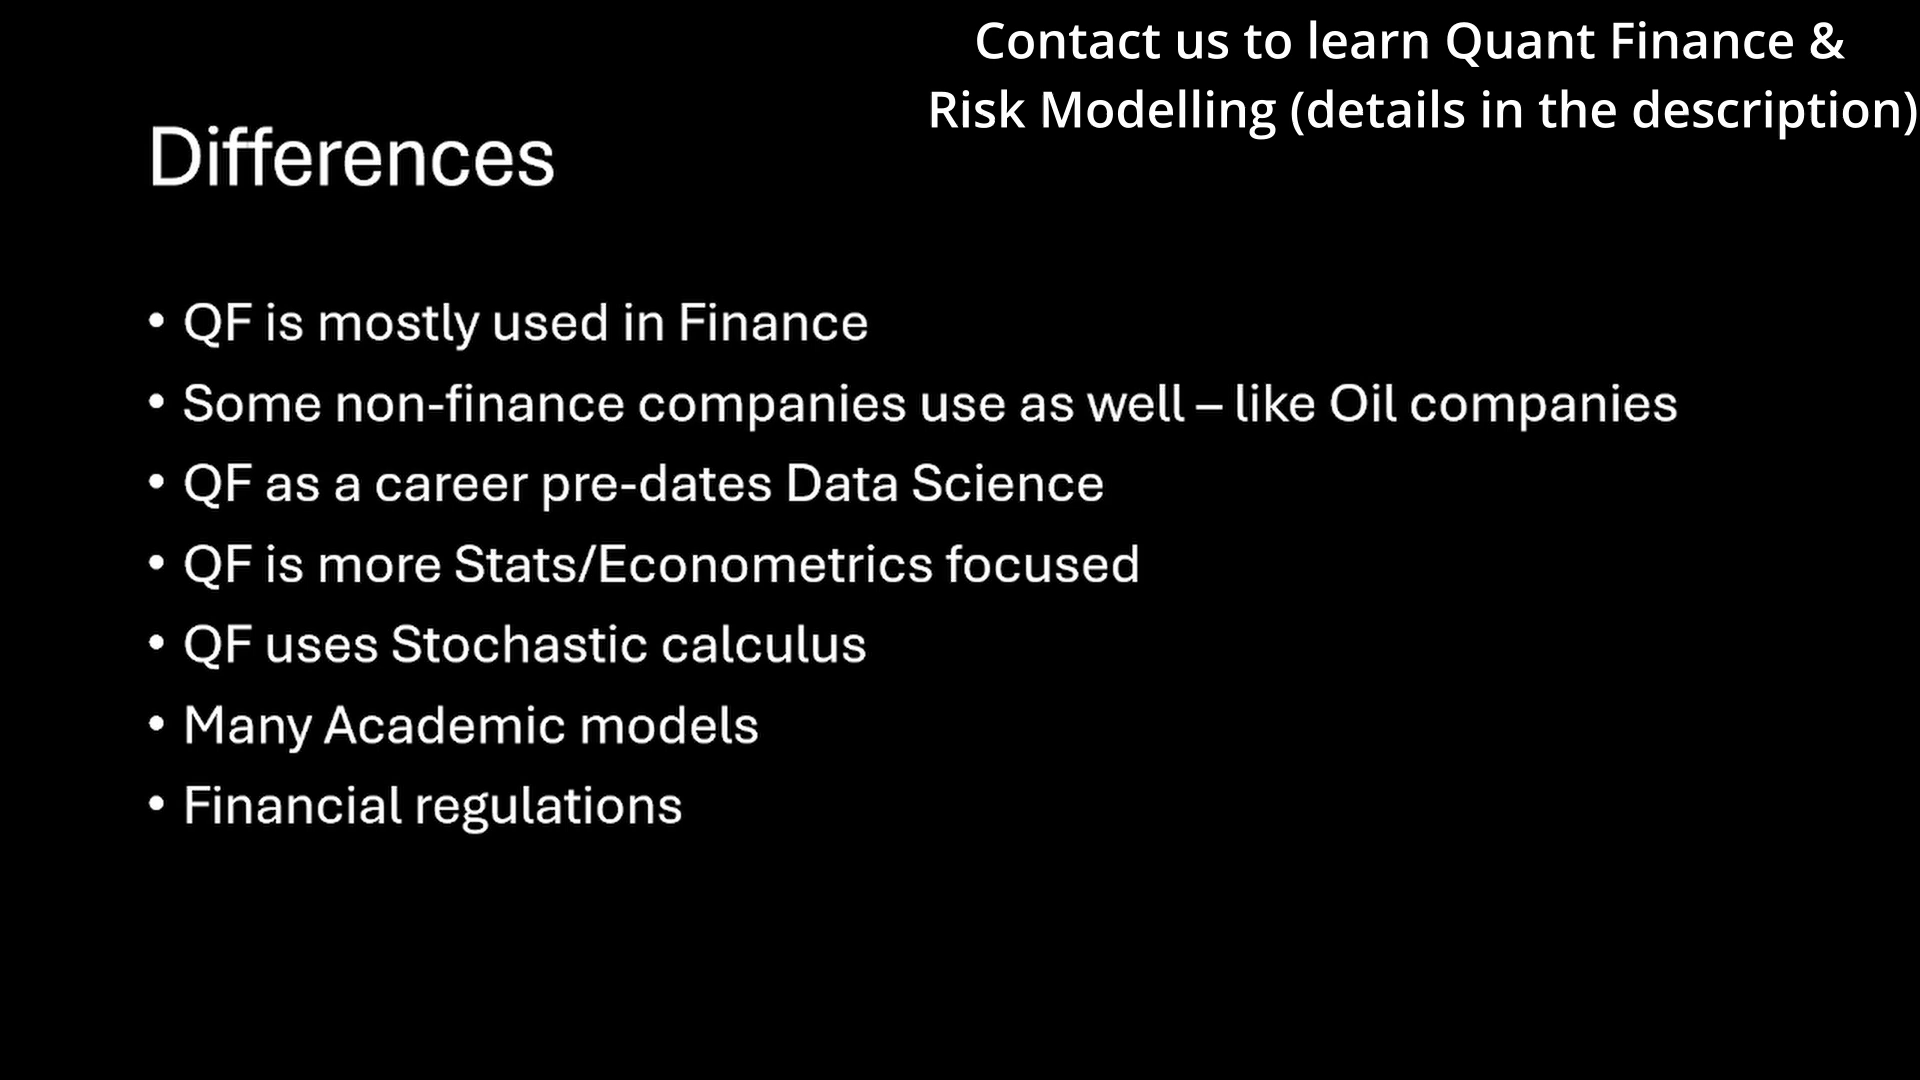 Contact us to learn Quant Finance &
Risk Modelling (details in the description)
Differences
• QF is mostly used in Finance
• Some non-finance companies use as well – like Oil companies
• QF as a career pre-dates Data Science
• QF is more Stats/Econometrics focused
• QF uses Stochastic calculus
• Many Academic models
• Financial regulations